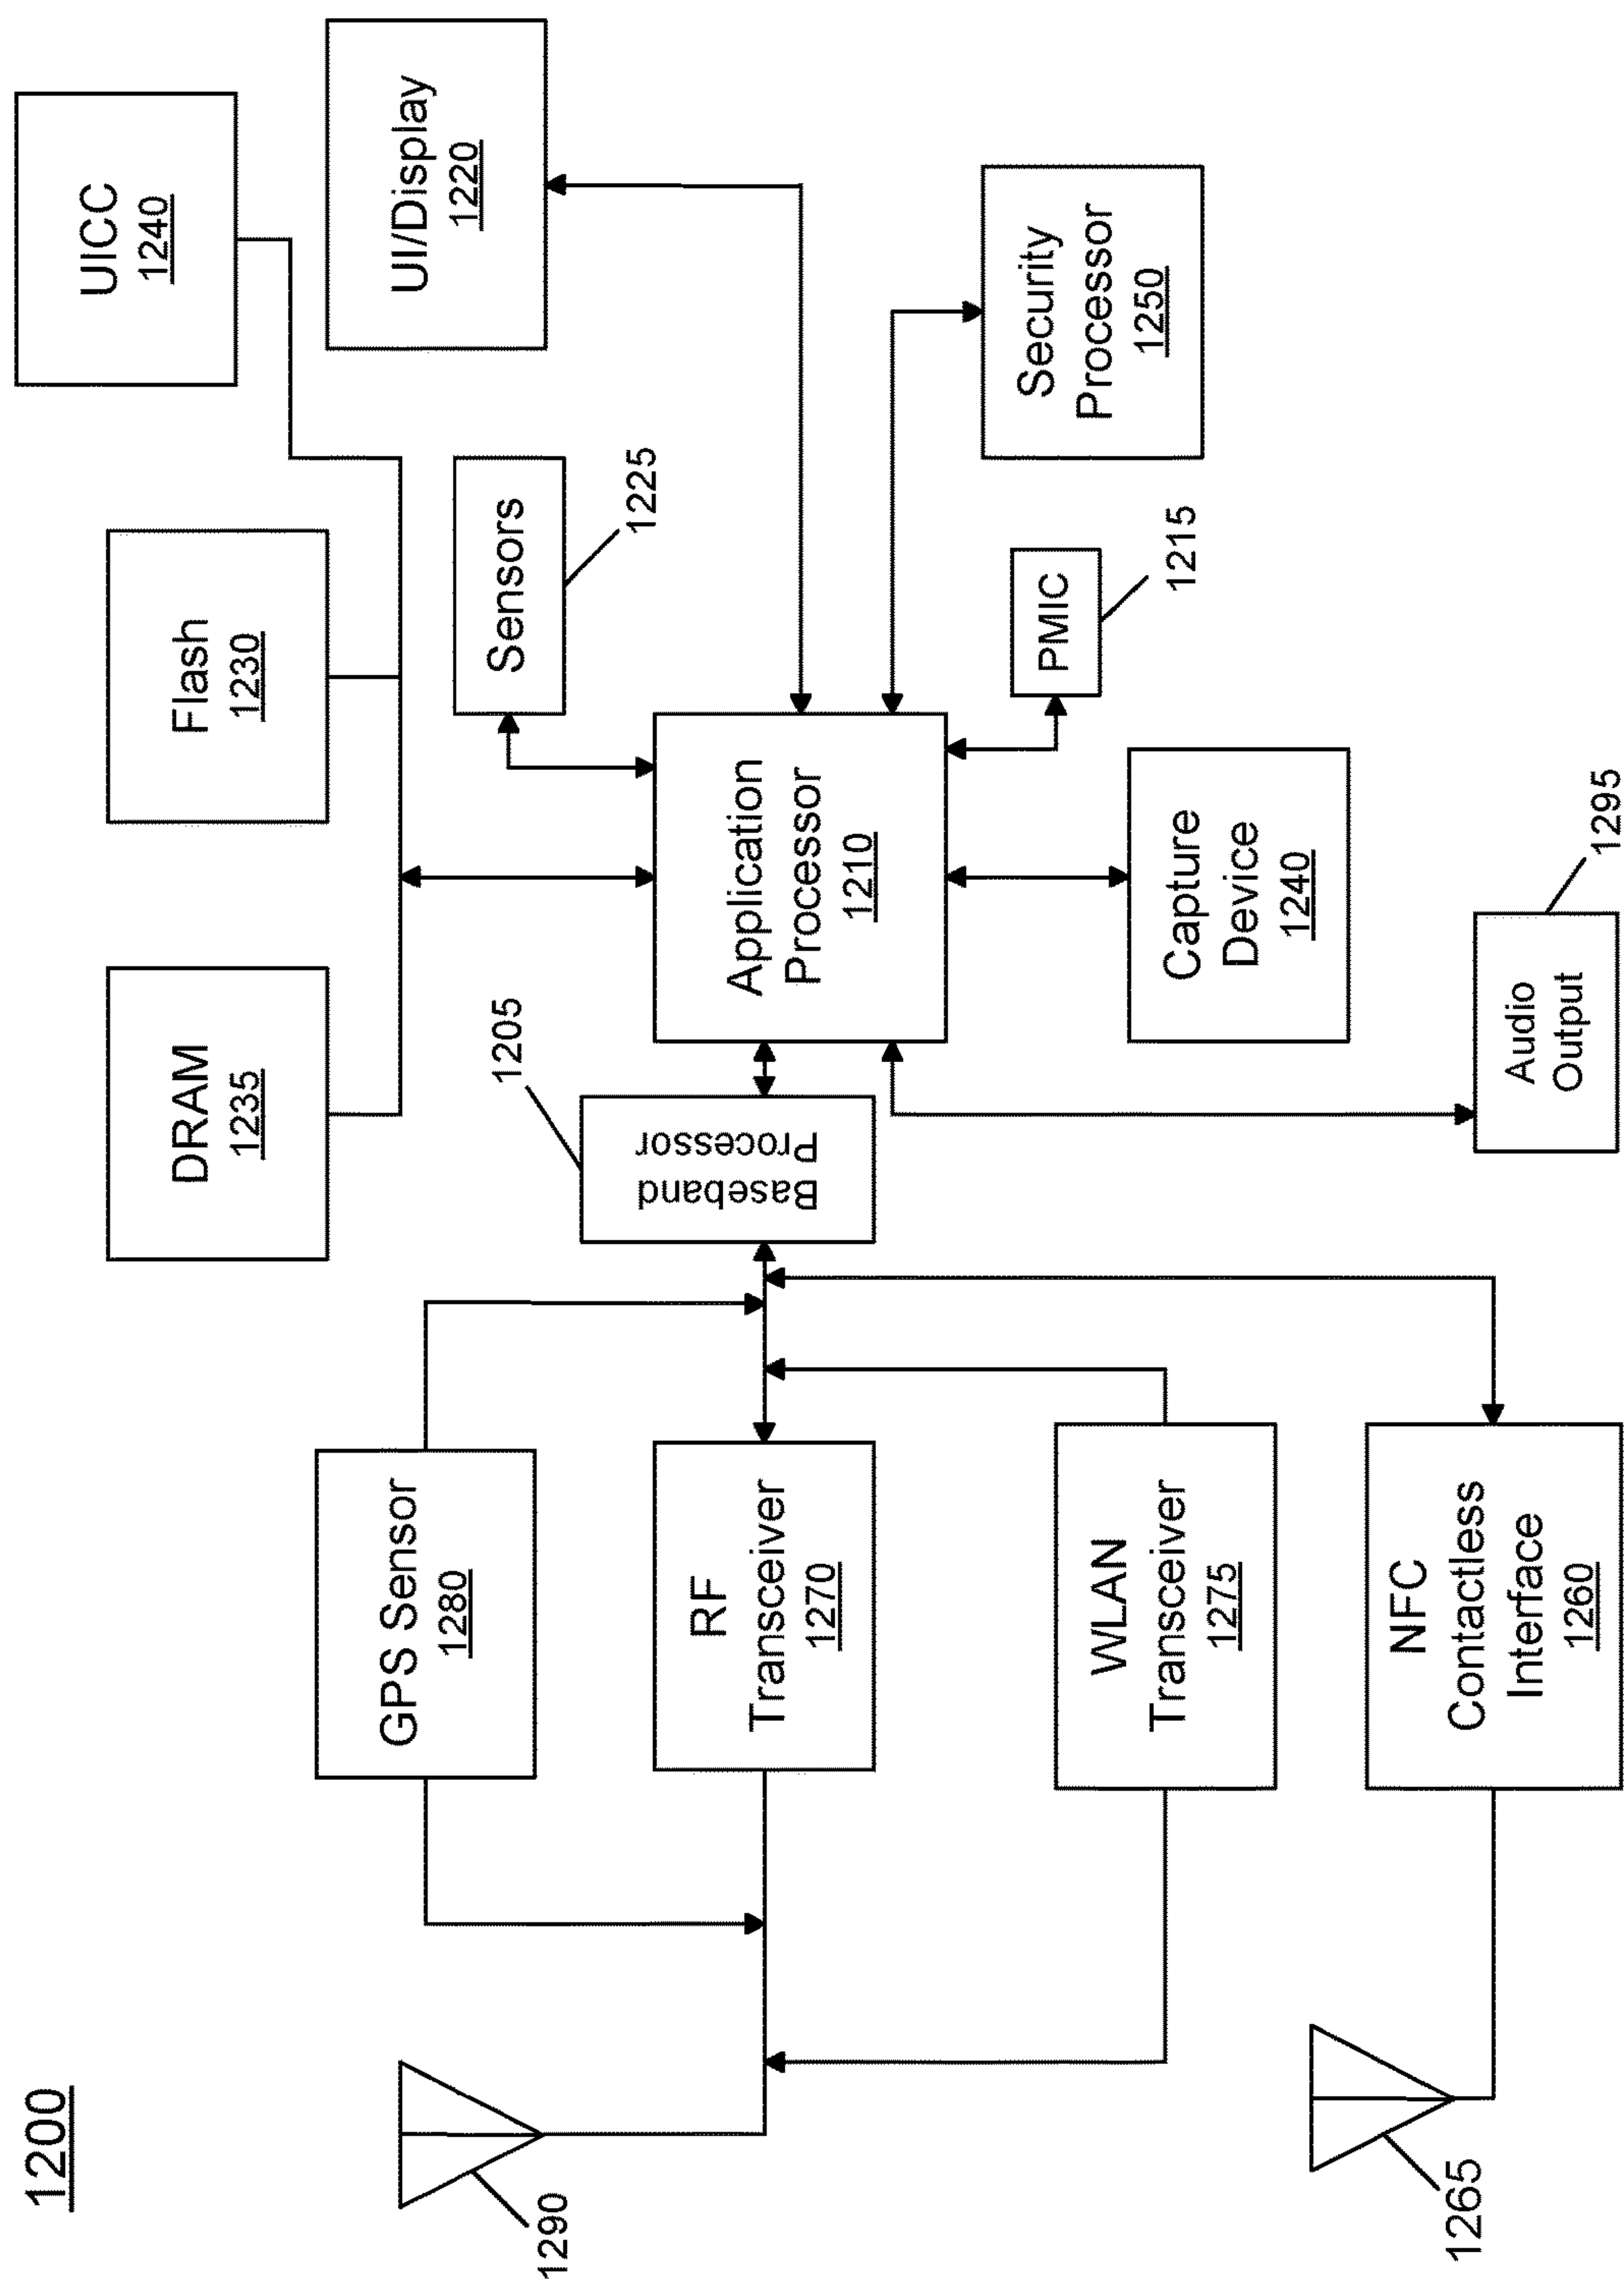 1200
UICC
1240
Flash
1230
DRAM
1235
UI/Display
1220
Sensors
1225
1205
Baseband
Processor
Application
Processor
1210
Security
Processor
1250
PMIC
1215
Capture
Device
1240
Audio
Output
1295
GPS Sensor
1280
RF
Transceiver
1270
WLAN
Transceiver
1275
NFC
Contactless
Interface
1260
1290
1265